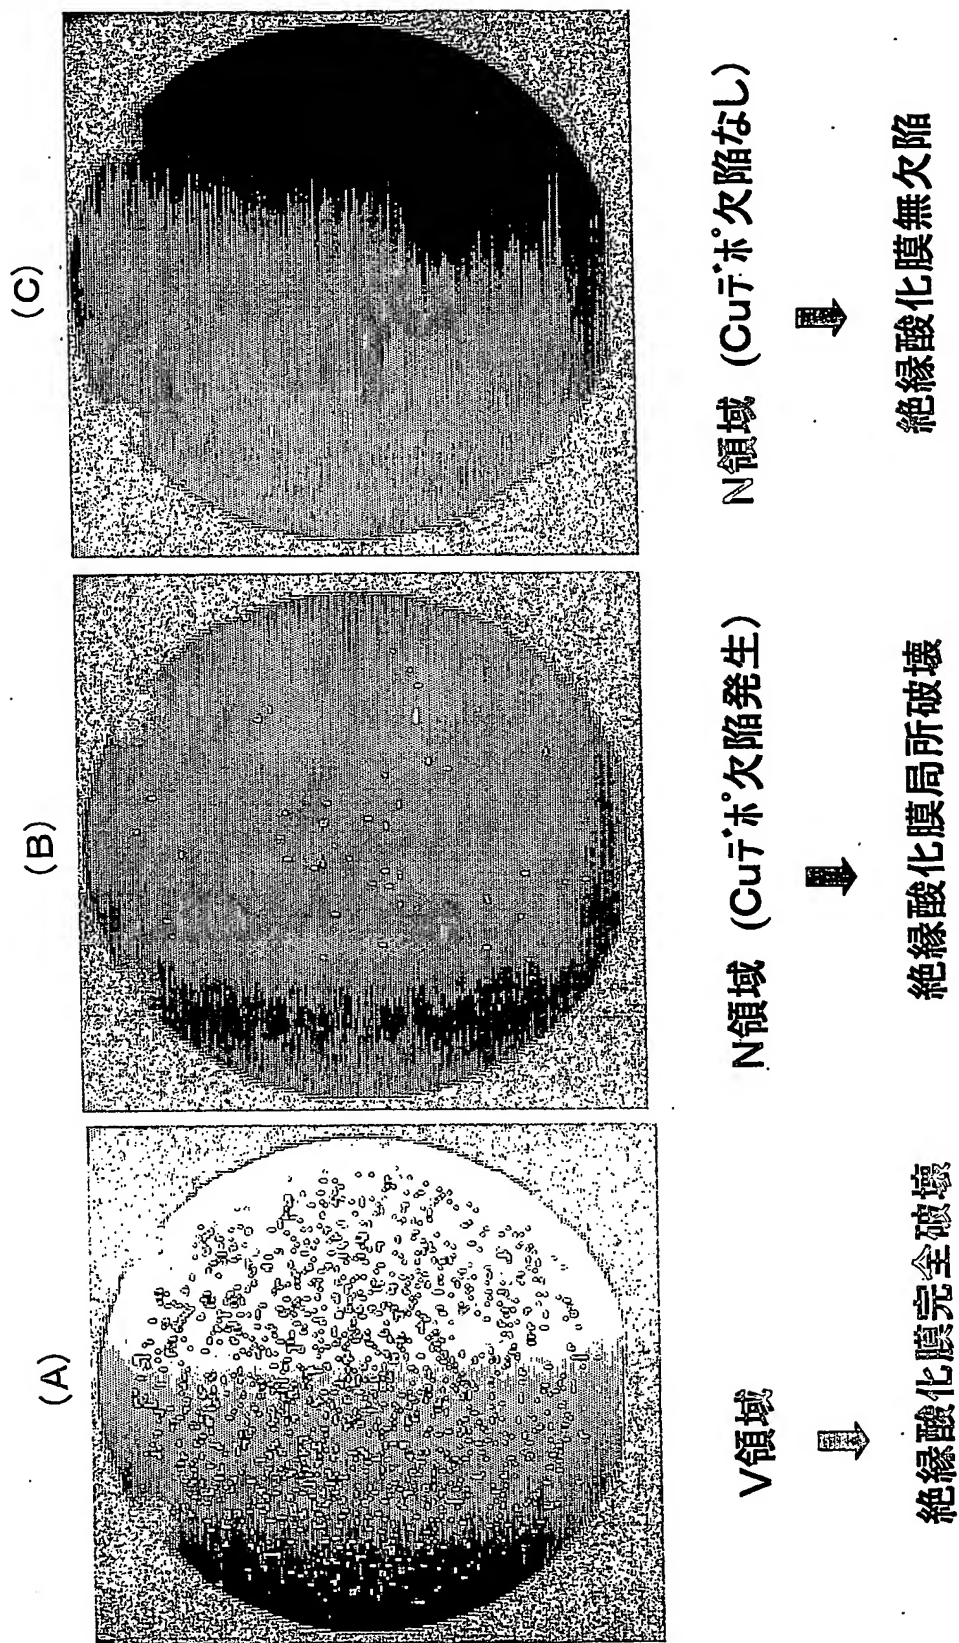 (A)
V領域
絶縁酸化膜完全破壊
(B)
N領域 (Cuデポ欠陥発生)
絶縁酸化膜局所破壊
(C)
N領域 (Cuデポ欠陥なし)
絶縁酸化膜無欠陥